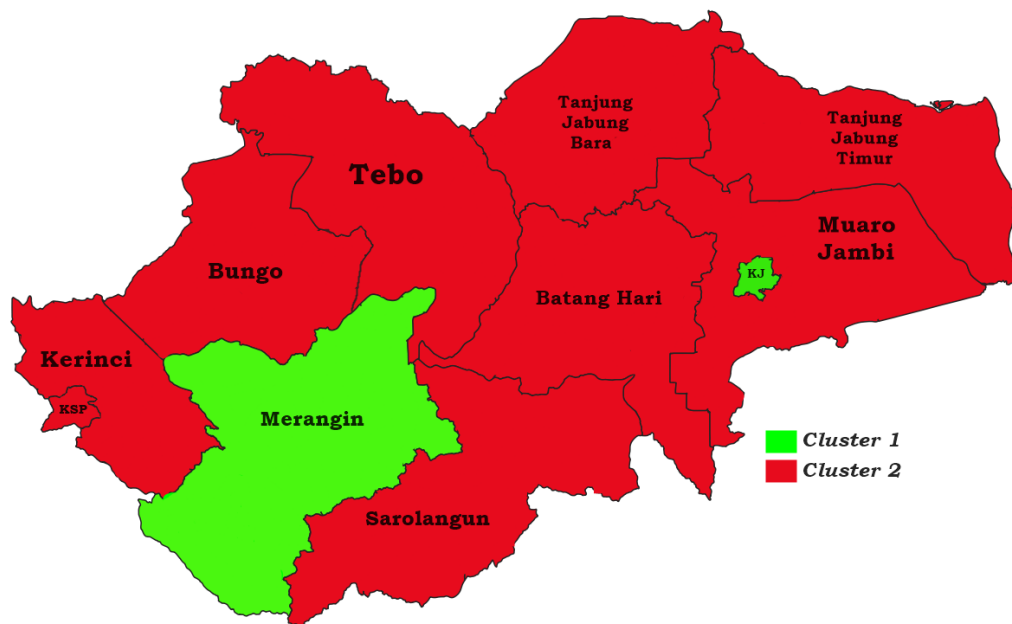 Tanjung
Jabung
Bara
Tanjung
Jabung
Timur
Tebo
Muaro
Jambi
Bungo
KJ
Batang Hari
Kerinci
KSP
Merangin
Sarolangun
Cluster 1
Cluster 2